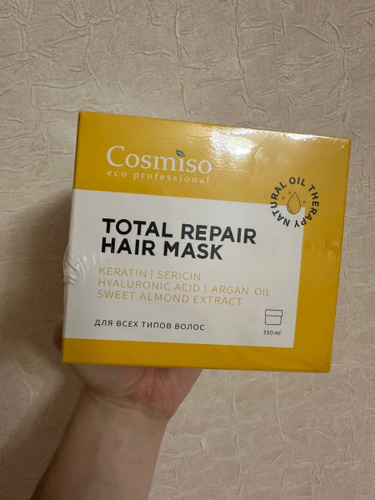 Cosmiso
eco professional
NATURAL OIL THERAPY
TOTAL REPAIR
HAIR MASK
KERATIN | SERICIN
HYALURONIC ACID | ARGAN OIL
SWEET ALMOND EXTRACT
ДЛЯ ВСЕХ ТИПОВ ВОЛОС
350 ml